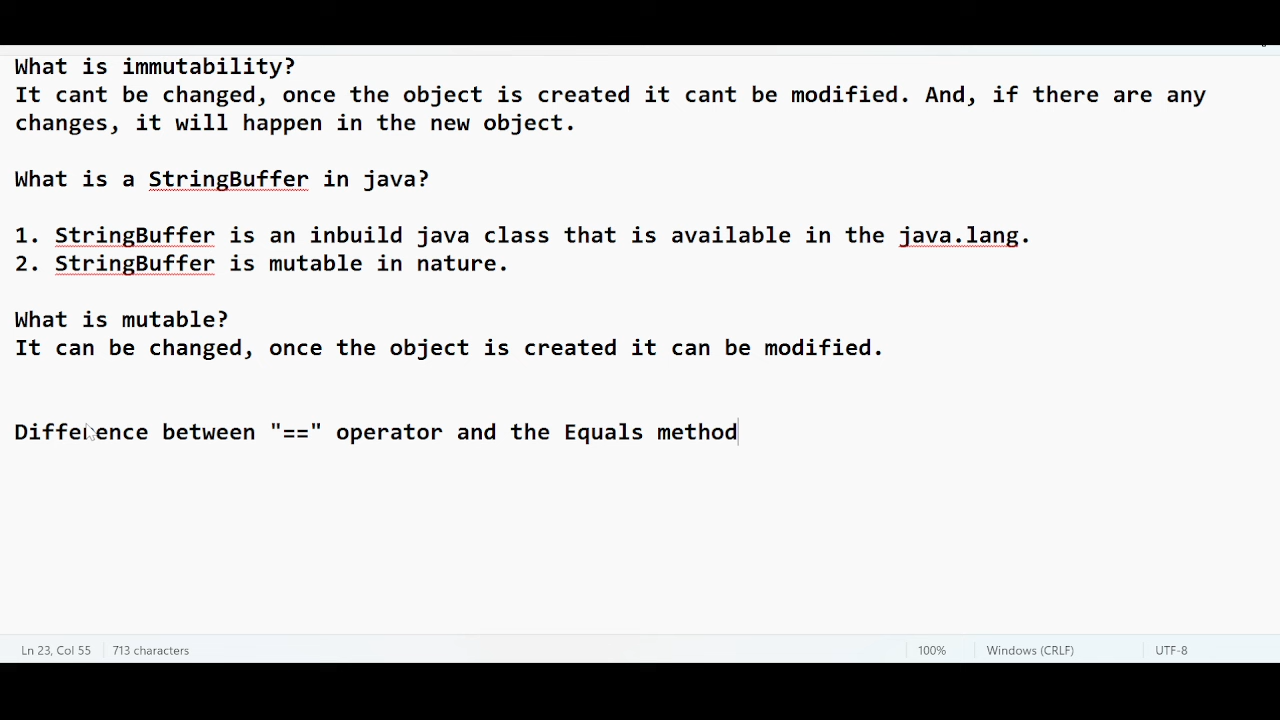 What is immutability?
It cant be changed, once the object is created it cant be modified. And, if there are any
changes, it will happen in the new object.
What is a StringBuffer in java?
1. StringBuffer is an inbuild java class that is available in the java.lang.
2. StringBuffer is mutable in nature.
What is mutable?
It can be changed, once the object is created it can be modified.
Difference between "==" operator and the Equals method
Ln 23, Col 55 713 characters 100% Windows (CRLF) UTF-8